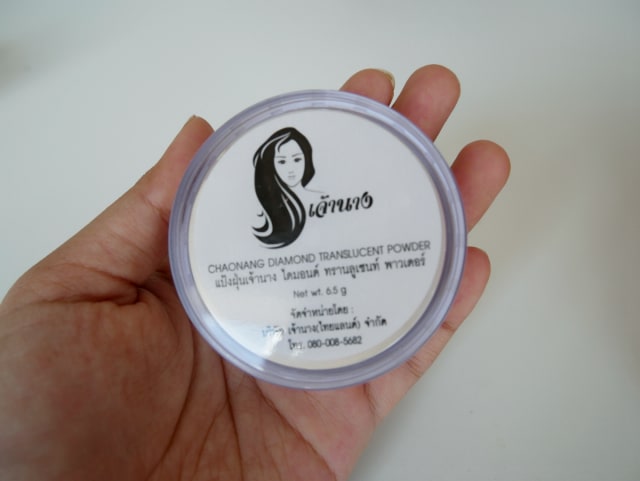 เจ้านาง
CHAONANG DIAMOND TRANSLUCENT POWDER
แป้งฝุ่นเจ้านาง ไดมอนด์ ทรานลูเซนท์ พาวเดอร์
Net wt. 6.5 g
จัดจำหน่ายโดย :
บริษัท เจ้านาง(ไทยแลนด์) จำกัด
โทร. 080-008-5682